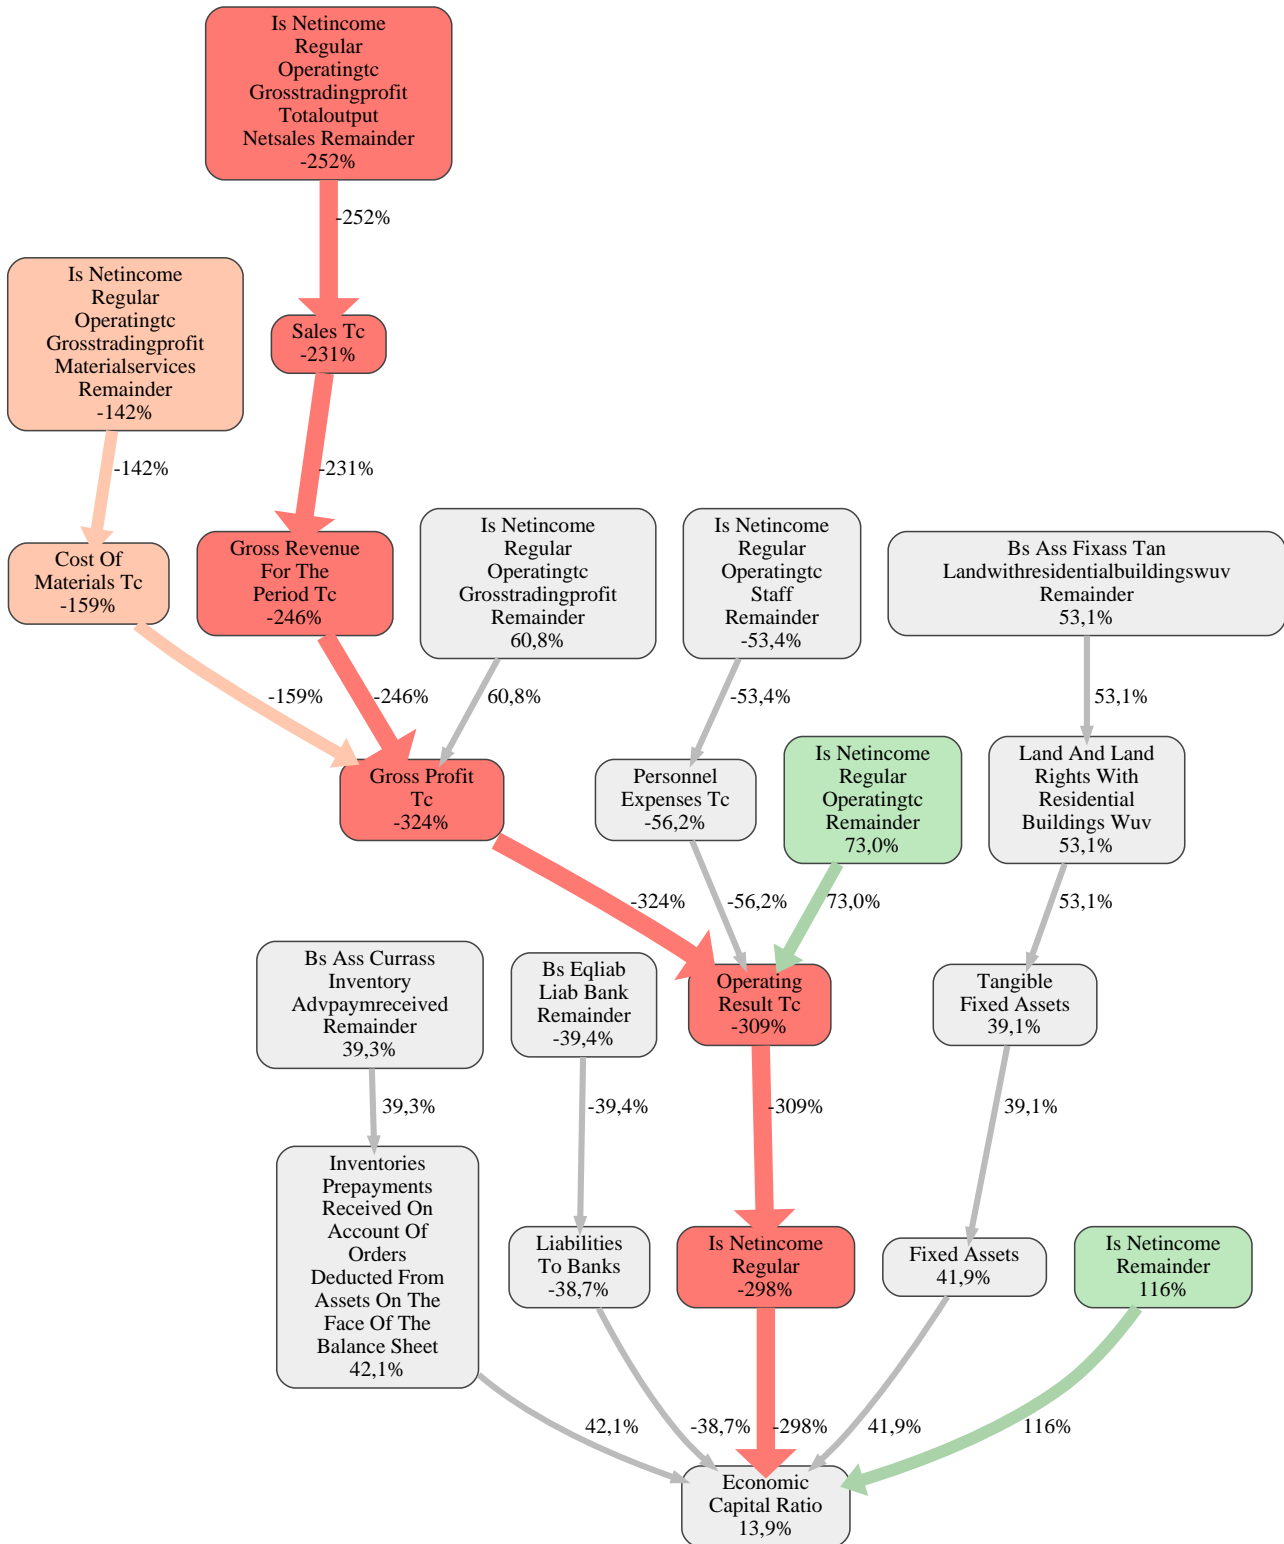 Is Netincome
Regular
Operatingtc
Grosstradingprofit
Totaloutput
Netsales Remainder
-252%
-252%
Is Netincome
Regular
Operatingtc
Grosstradingprofit
Materialservices
Remainder
-142%
Sales Tc
-231%
-142%
-231%
Cost Of
Materials Tc
-159%
Gross Revenue
For The
Period Tc
-246%
Is Netincome
Regular
Operatingtc
Grosstradingprofit
Remainder
60,8%
Is Netincome
Regular
Operatingtc
Staff
Remainder
-53,4%
Bs Ass Fixass Tan
Landwithresidentialbuildingswuv
Remainder
53,1%
-159%
-246%
60,8%
-53,4%
53,1%
Gross Profit
Tc
-324%
Personnel
Expenses Tc
-56,2%
Is Netincome
Regular
Operatingtc
Remainder
73,0%
Land And Land
Rights With
Residential
Buildings Wuv
53,1%
-324%
-56,2%
73,0%
53,1%
Bs Ass Currass
Inventory
Advpaymreceived
Remainder
39,3%
Bs Eqliab
Liab Bank
Remainder
-39,4%
Operating
Result Tc
-309%
Tangible
Fixed Assets
39,1%
39,3%
-39,4%
-309%
39,1%
Inventories
Prepayments
Received On
Account Of
Orders
Deducted From
Assets On The
Face Of The
Balance Sheet
42,1%
Liabilities
To Banks
-38,7%
Is Netincome
Regular
-298%
Fixed Assets
41,9%
Is Netincome
Remainder
116%
42,1%
-38,7%
-298%
41,9%
116%
Economic
Capital Ratio
13,9%